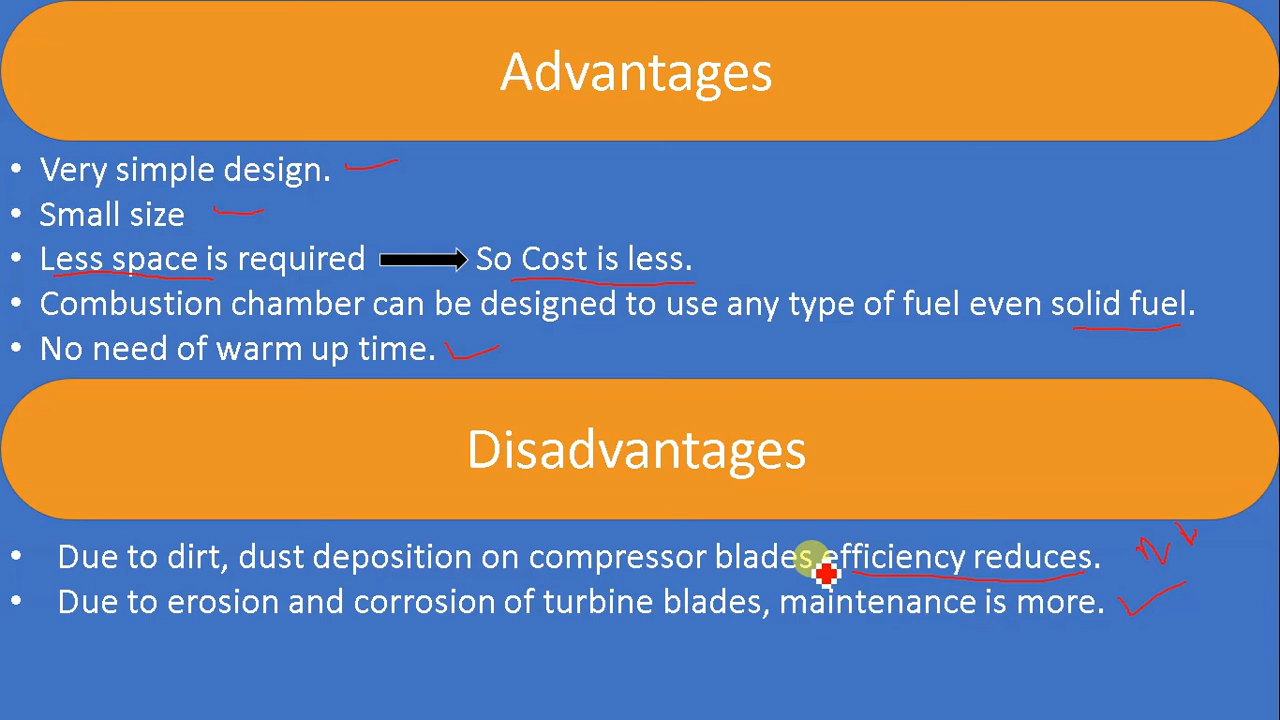 Advantages
• Very simple design.
• Small size
• Less space is required So Cost is less.
• Combustion chamber can be designed to use any type of fuel even solid fuel.
• No need of warm up time.
Disadvantages
• Due to dirt, dust deposition on compressor blades efficiency reduces.
• Due to erosion and corrosion of turbine blades, maintenance is more.